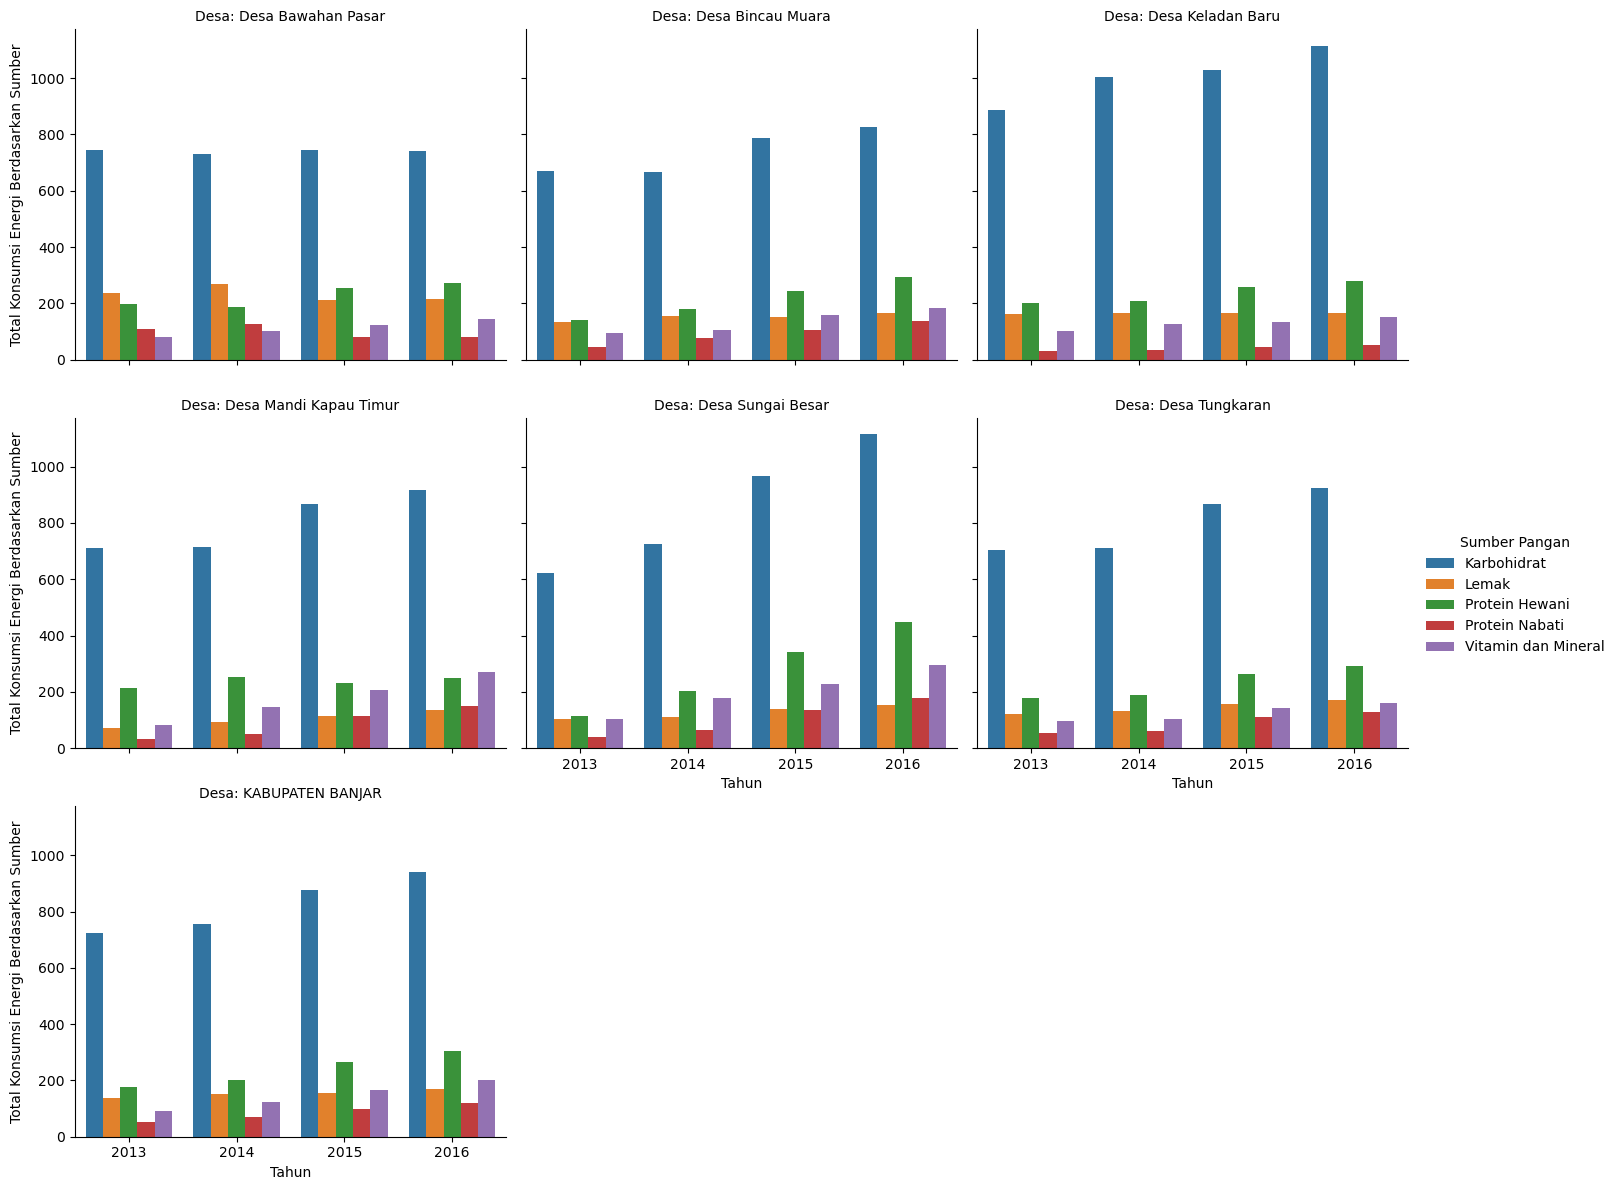 Desa: Desa Bawahan Pasar
Desa: Desa Bincau Muara
Desa: Desa Keladan Baru
Total Konsumsi Energi Berdasarkan Sumber
1000
800
600
400
200
0
Desa: Desa Mandi Kapau Timur
Desa: Desa Sungai Besar
Desa: Desa Tungkaran
Total Konsumsi Energi Berdasarkan Sumber
1000
800
600
400
200
0
2013 2014 2015 2016
Tahun
2013 2014 2015 2016
Tahun
Sumber Pangan
Karbohidrat
Lemak
Protein Hewani
Protein Nabati
Vitamin dan Mineral
Desa: KABUPATEN BANJAR
Total Konsumsi Energi Berdasarkan Sumber
1000
800
600
400
200
0
2013 2014 2015 2016
Tahun